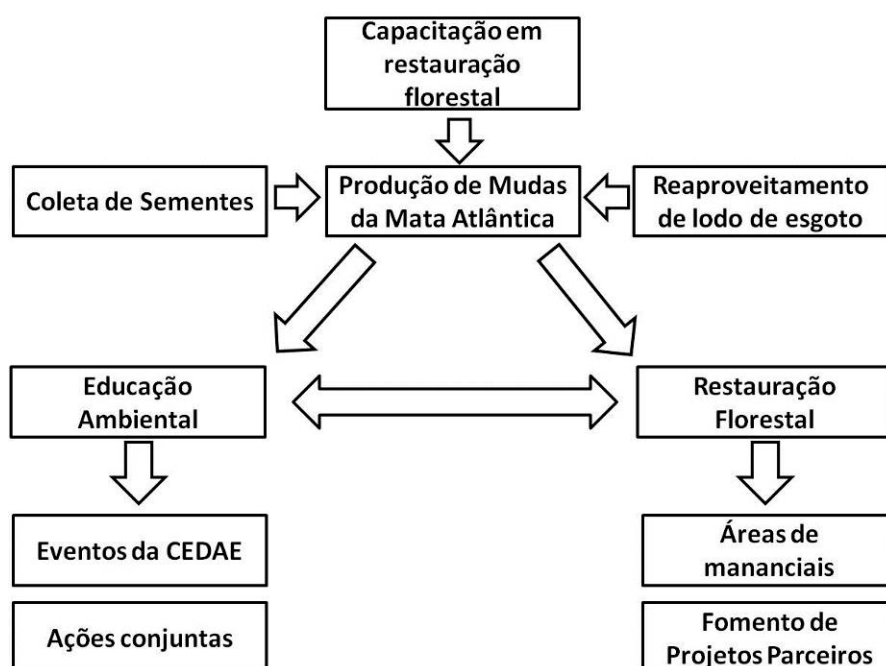 Capacitação em
restauração
florestal
Coleta de Sementes
Produção de Mudas
da Mata Atlântica
Reaproveitamento
de lodo de esgoto
Educação
Ambiental
Restauração
Florestal
Eventos da CEDAE
Áreas de
mananciais
Ações conjuntas
Fomento de
Projetos Parceiros